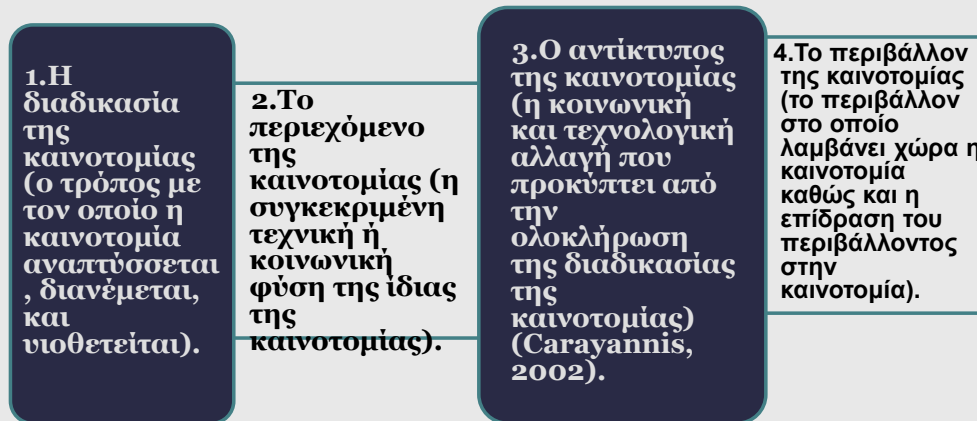 1.Η
διαδικασία
της
καινοτομίας
(ο τρόπος με
τον οποίο η
καινοτομία
αναπτύσσεται
, διανέμεται,
και
υιοθετείται).
2.Το
περιεχόμενο
της
καινοτομίας (η
συγκεκριμένη
τεχνική ή
κοινωνική
φύση της ίδιας
της
καινοτομίας).
3.Ο αντίκτυπος
της καινοτομίας
(η κοινωνική
και τεχνολογική
αλλαγή που
προκύπτει από
την
ολοκλήρωση
της διαδικασίας
της
καινοτομίας)
(Carayannis,
2002).
4.Το περιβάλλον
της καινοτομίας
(το περιβάλλον
στο οποίο
λαμβάνει χώρα η
καινοτομία
καθώς και η
επίδραση του
περιβάλλοντος
στην
καινοτομία).